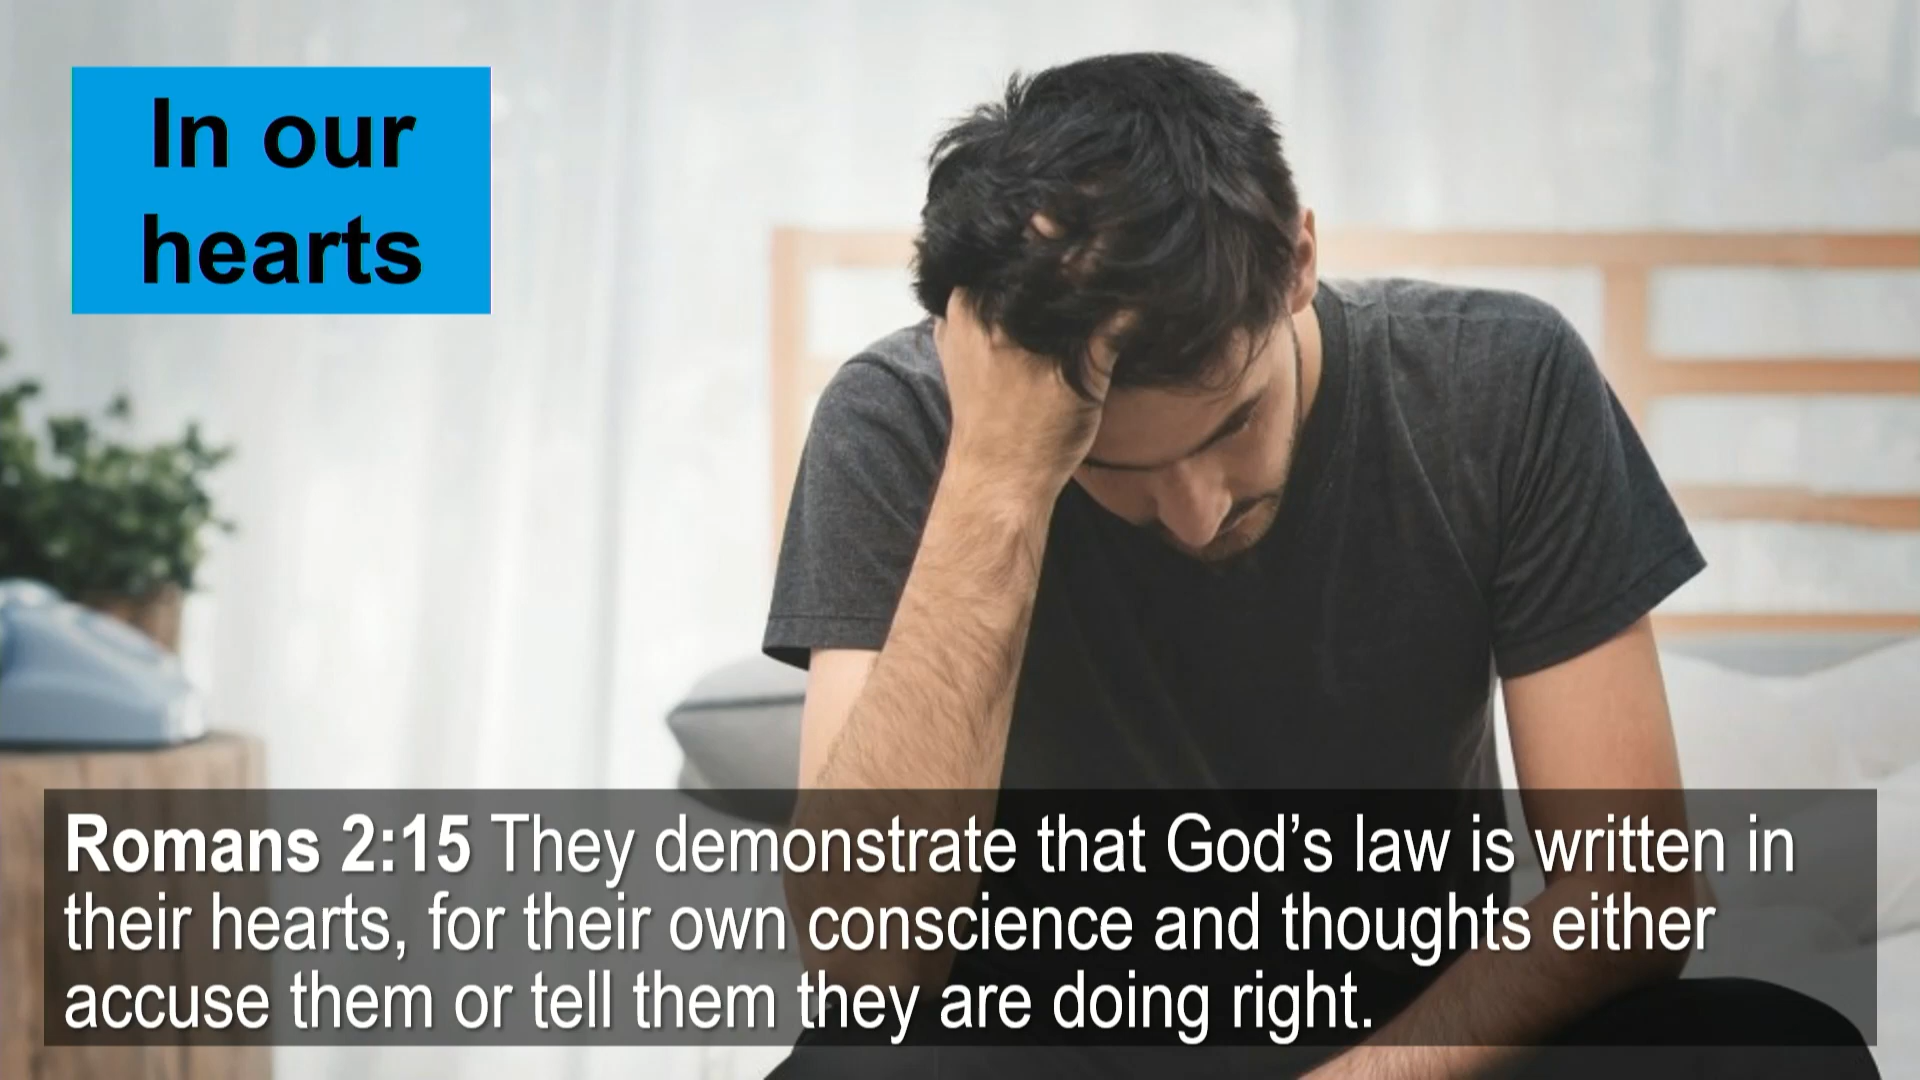 In our
hearts
Romans 2:15 They demonstrate that God’s law is written in
their hearts, for their own conscience and thoughts either
accuse them or tell them they are doing right.